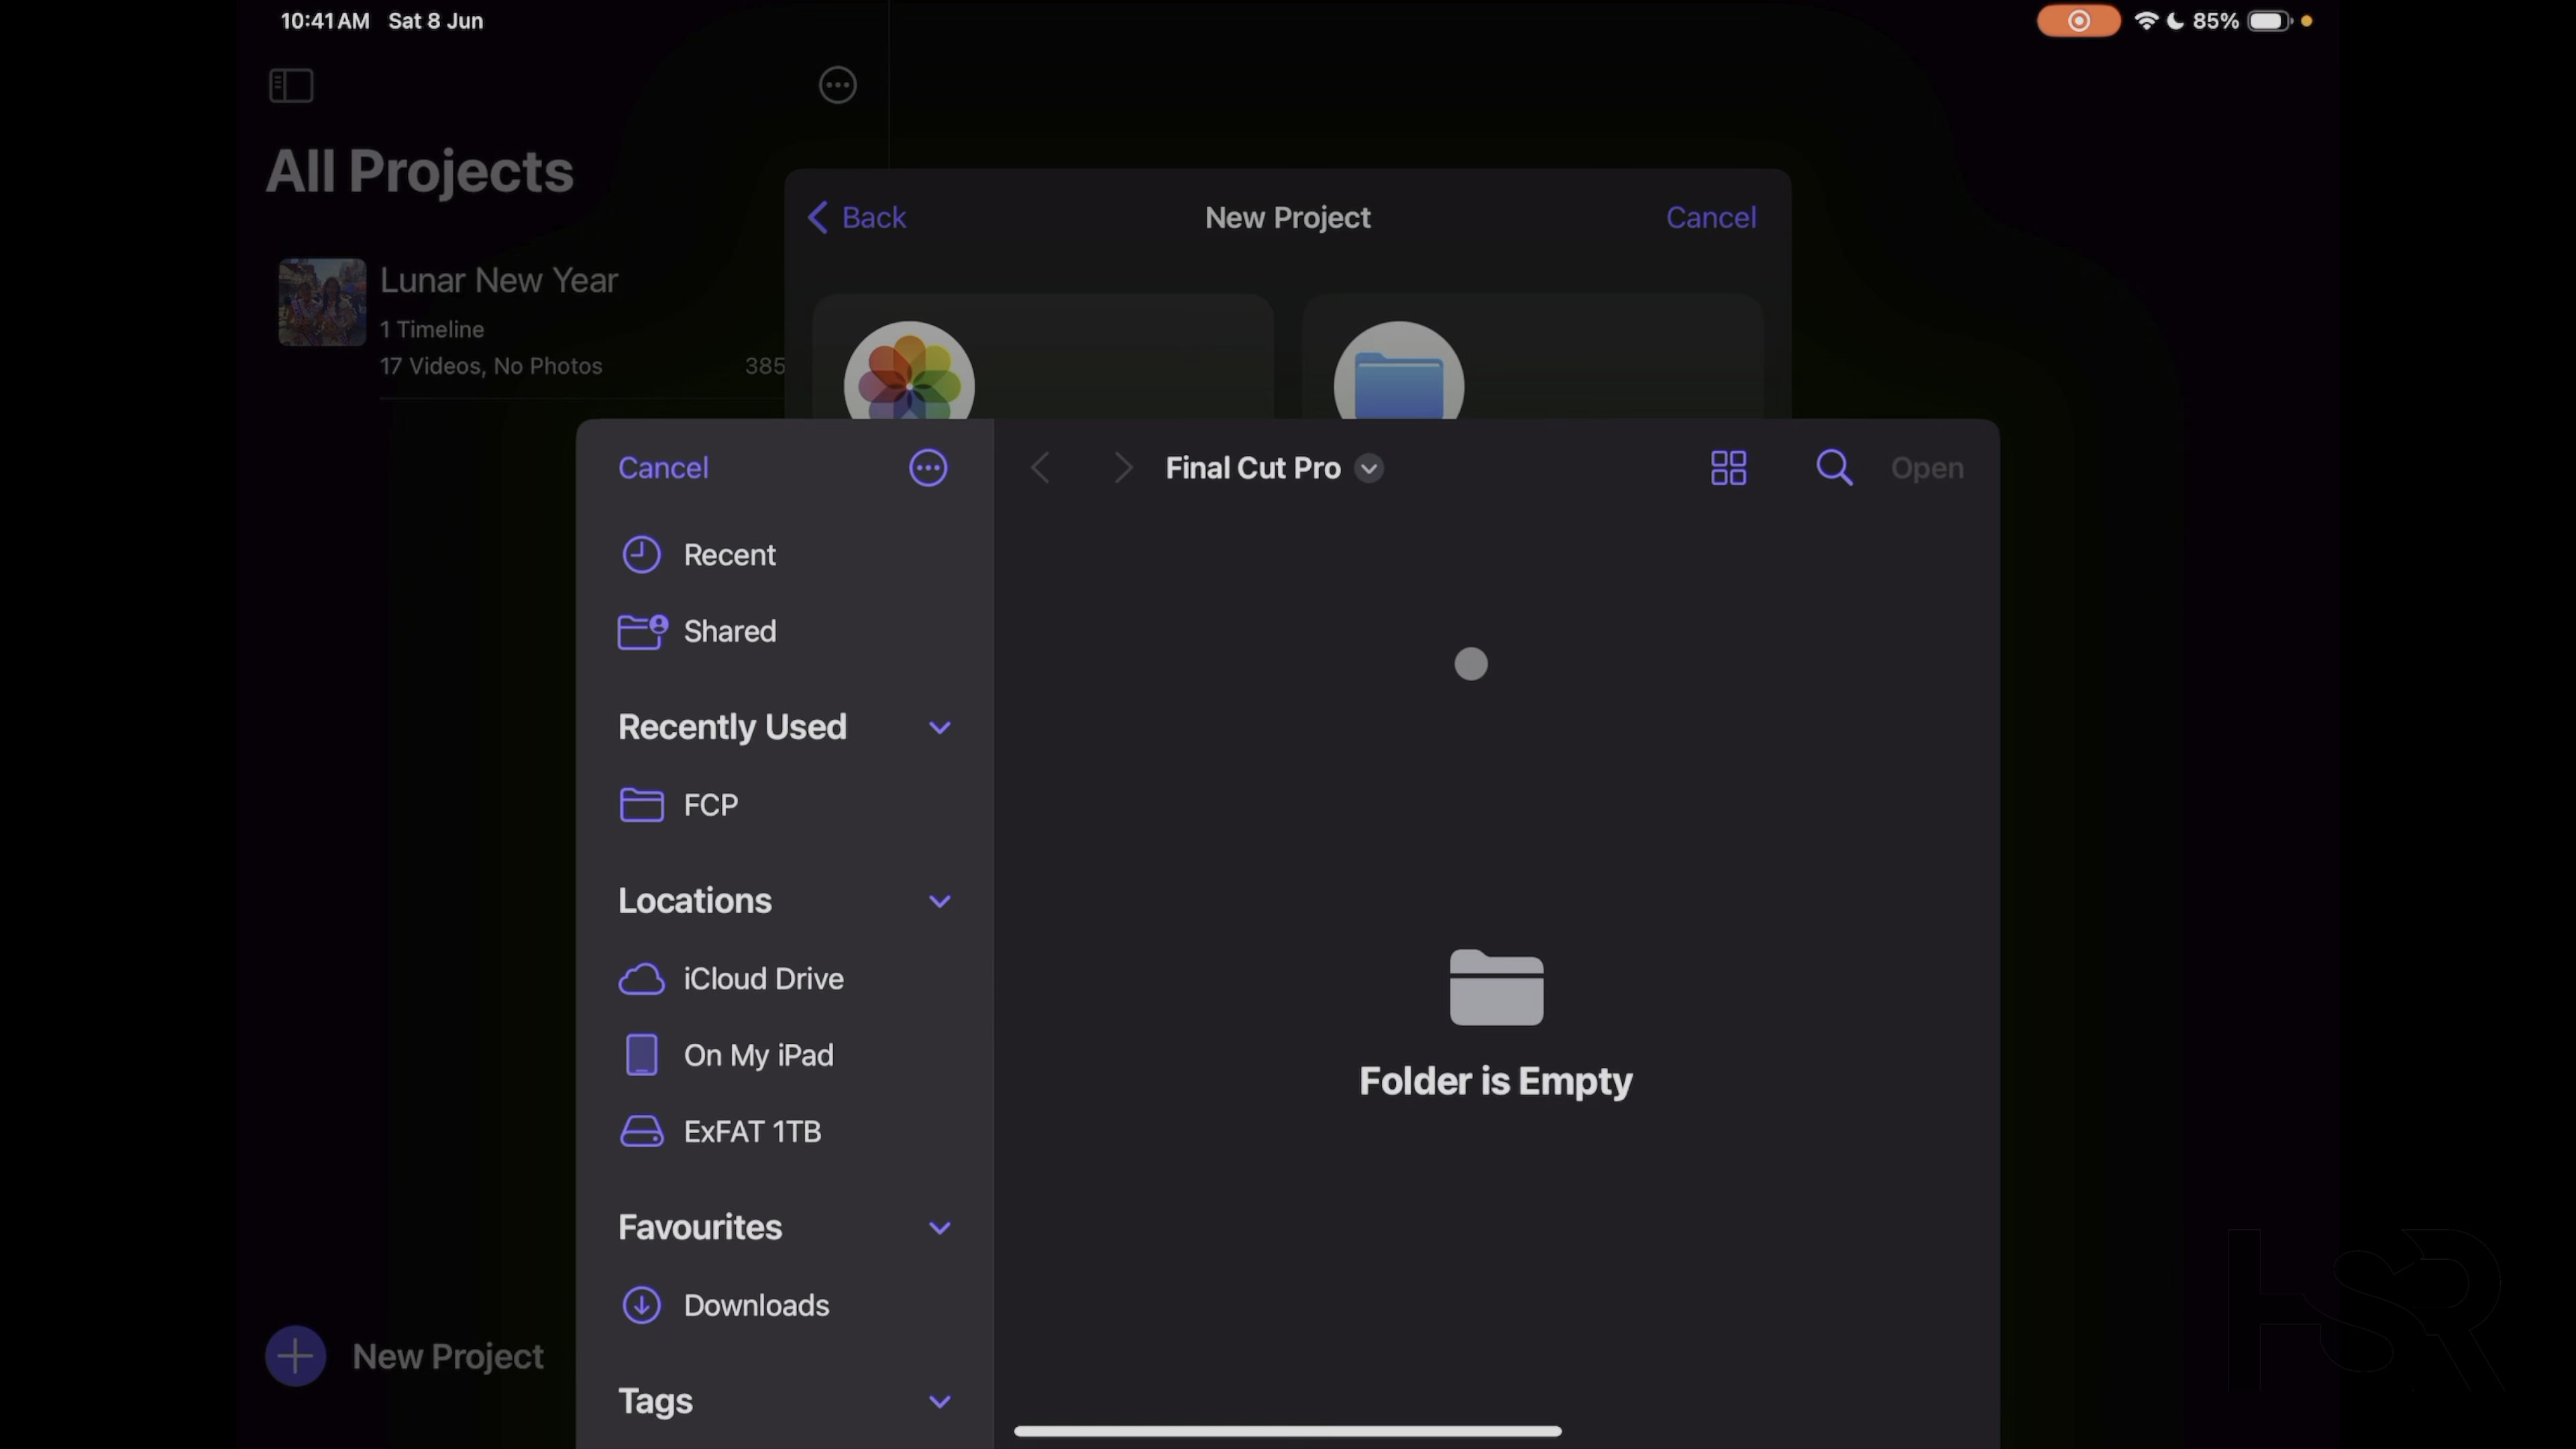 10:41 AM Sat 8 Jun
85%
All Projects
Lunar New Year
1 Timeline
17 Videos, No Photos
385
Back
New Project
Cancel
Cancel
Final Cut Pro
Open
Recent
Shared
Recently Used
FCP
Locations
iCloud Drive
On My iPad
ExFAT 1TB
Favourites
Downloads
Tags
Folder is Empty
New Project
HSR